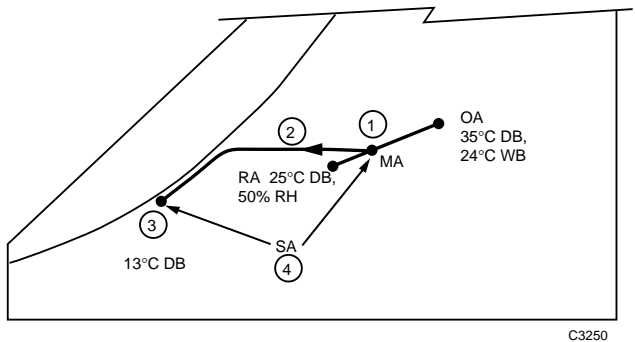 1
OA
35°C DB,
24°C WB
2
MA
RA 25°C DB,
50% RH
3
SA
4
13°C DB
C3250